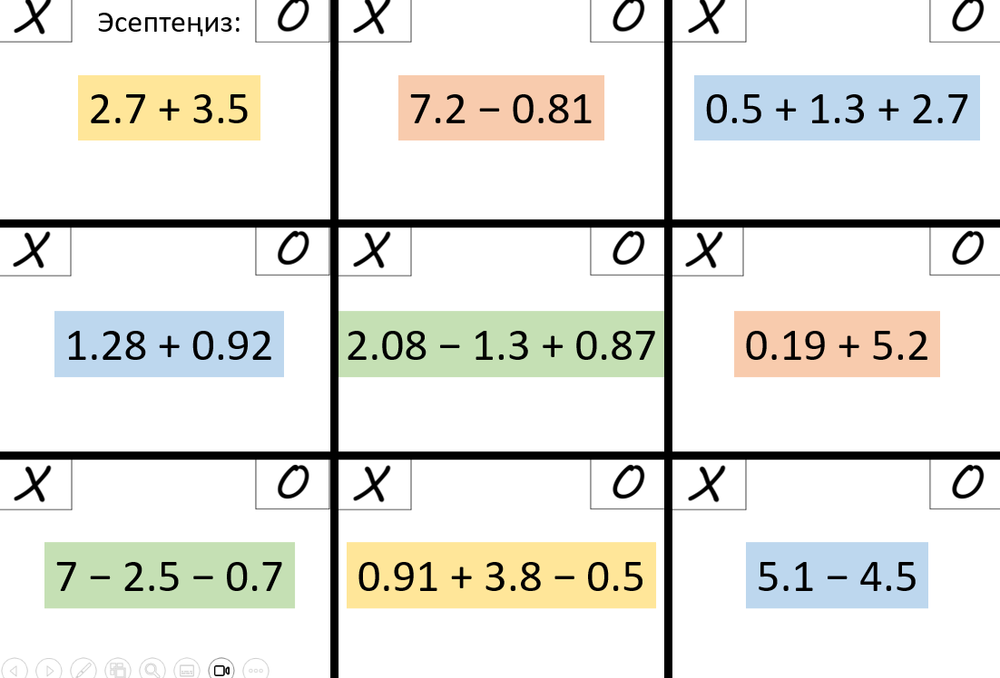 X Эсептеңиз: O X O X O
2.7 + 3.5
7.2 − 0.81
0.5 + 1.3 + 2.7
X O X O X O
1.28 + 0.92
2.08 − 1.3 + 0.87
0.19 + 5.2
X O X O X O
7 − 2.5 − 0.7
0.91 + 3.8 − 0.5
5.1 − 4.5